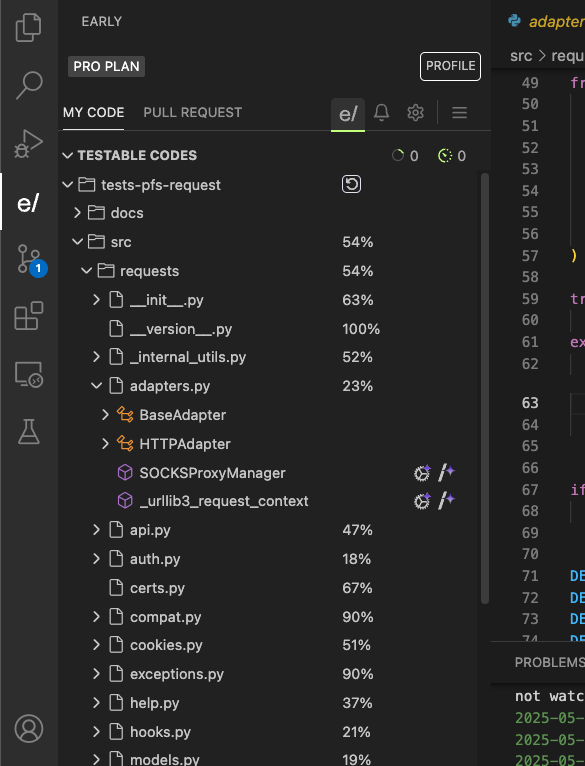 EARLY
adapter
PRO PLAN
PROFILE
src > requ
MY CODE PULL REQUEST e/
TESTABLE CODES 0 0
tests-pfs-request
docs
src 54%
requests 54%
__init__.py 63%
__version__.py 100%
_internal_utils.py 52%
adapters.py 23%
BaseAdapter
HTTPAdapter
SOCKSProxyManager
_urllib3_request_context
api.py 47%
auth.py 18%
certs.py 67%
compat.py 90%
cookies.py 51%
exceptions.py 90%
help.py 37%
hooks.py 21%
models.py 19%
e/
1
49 fr
50
51
52
53
54
55
56
57 )
58
59 tr
60
61 ex
62
63
64
65
66
67 if
68
69
70
71 DE
72 DE
73 DE
74 DE
PROBLEMS
not watc
2025-05-
2025-05-
2025-05-